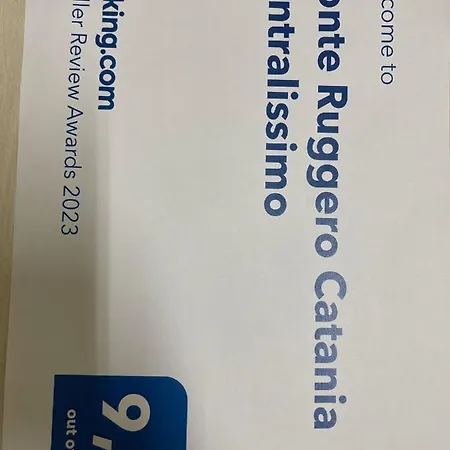 come to
onte Ruggero Catania
ntralissimo
king.com
ller Review Awards 2023
9,
out o